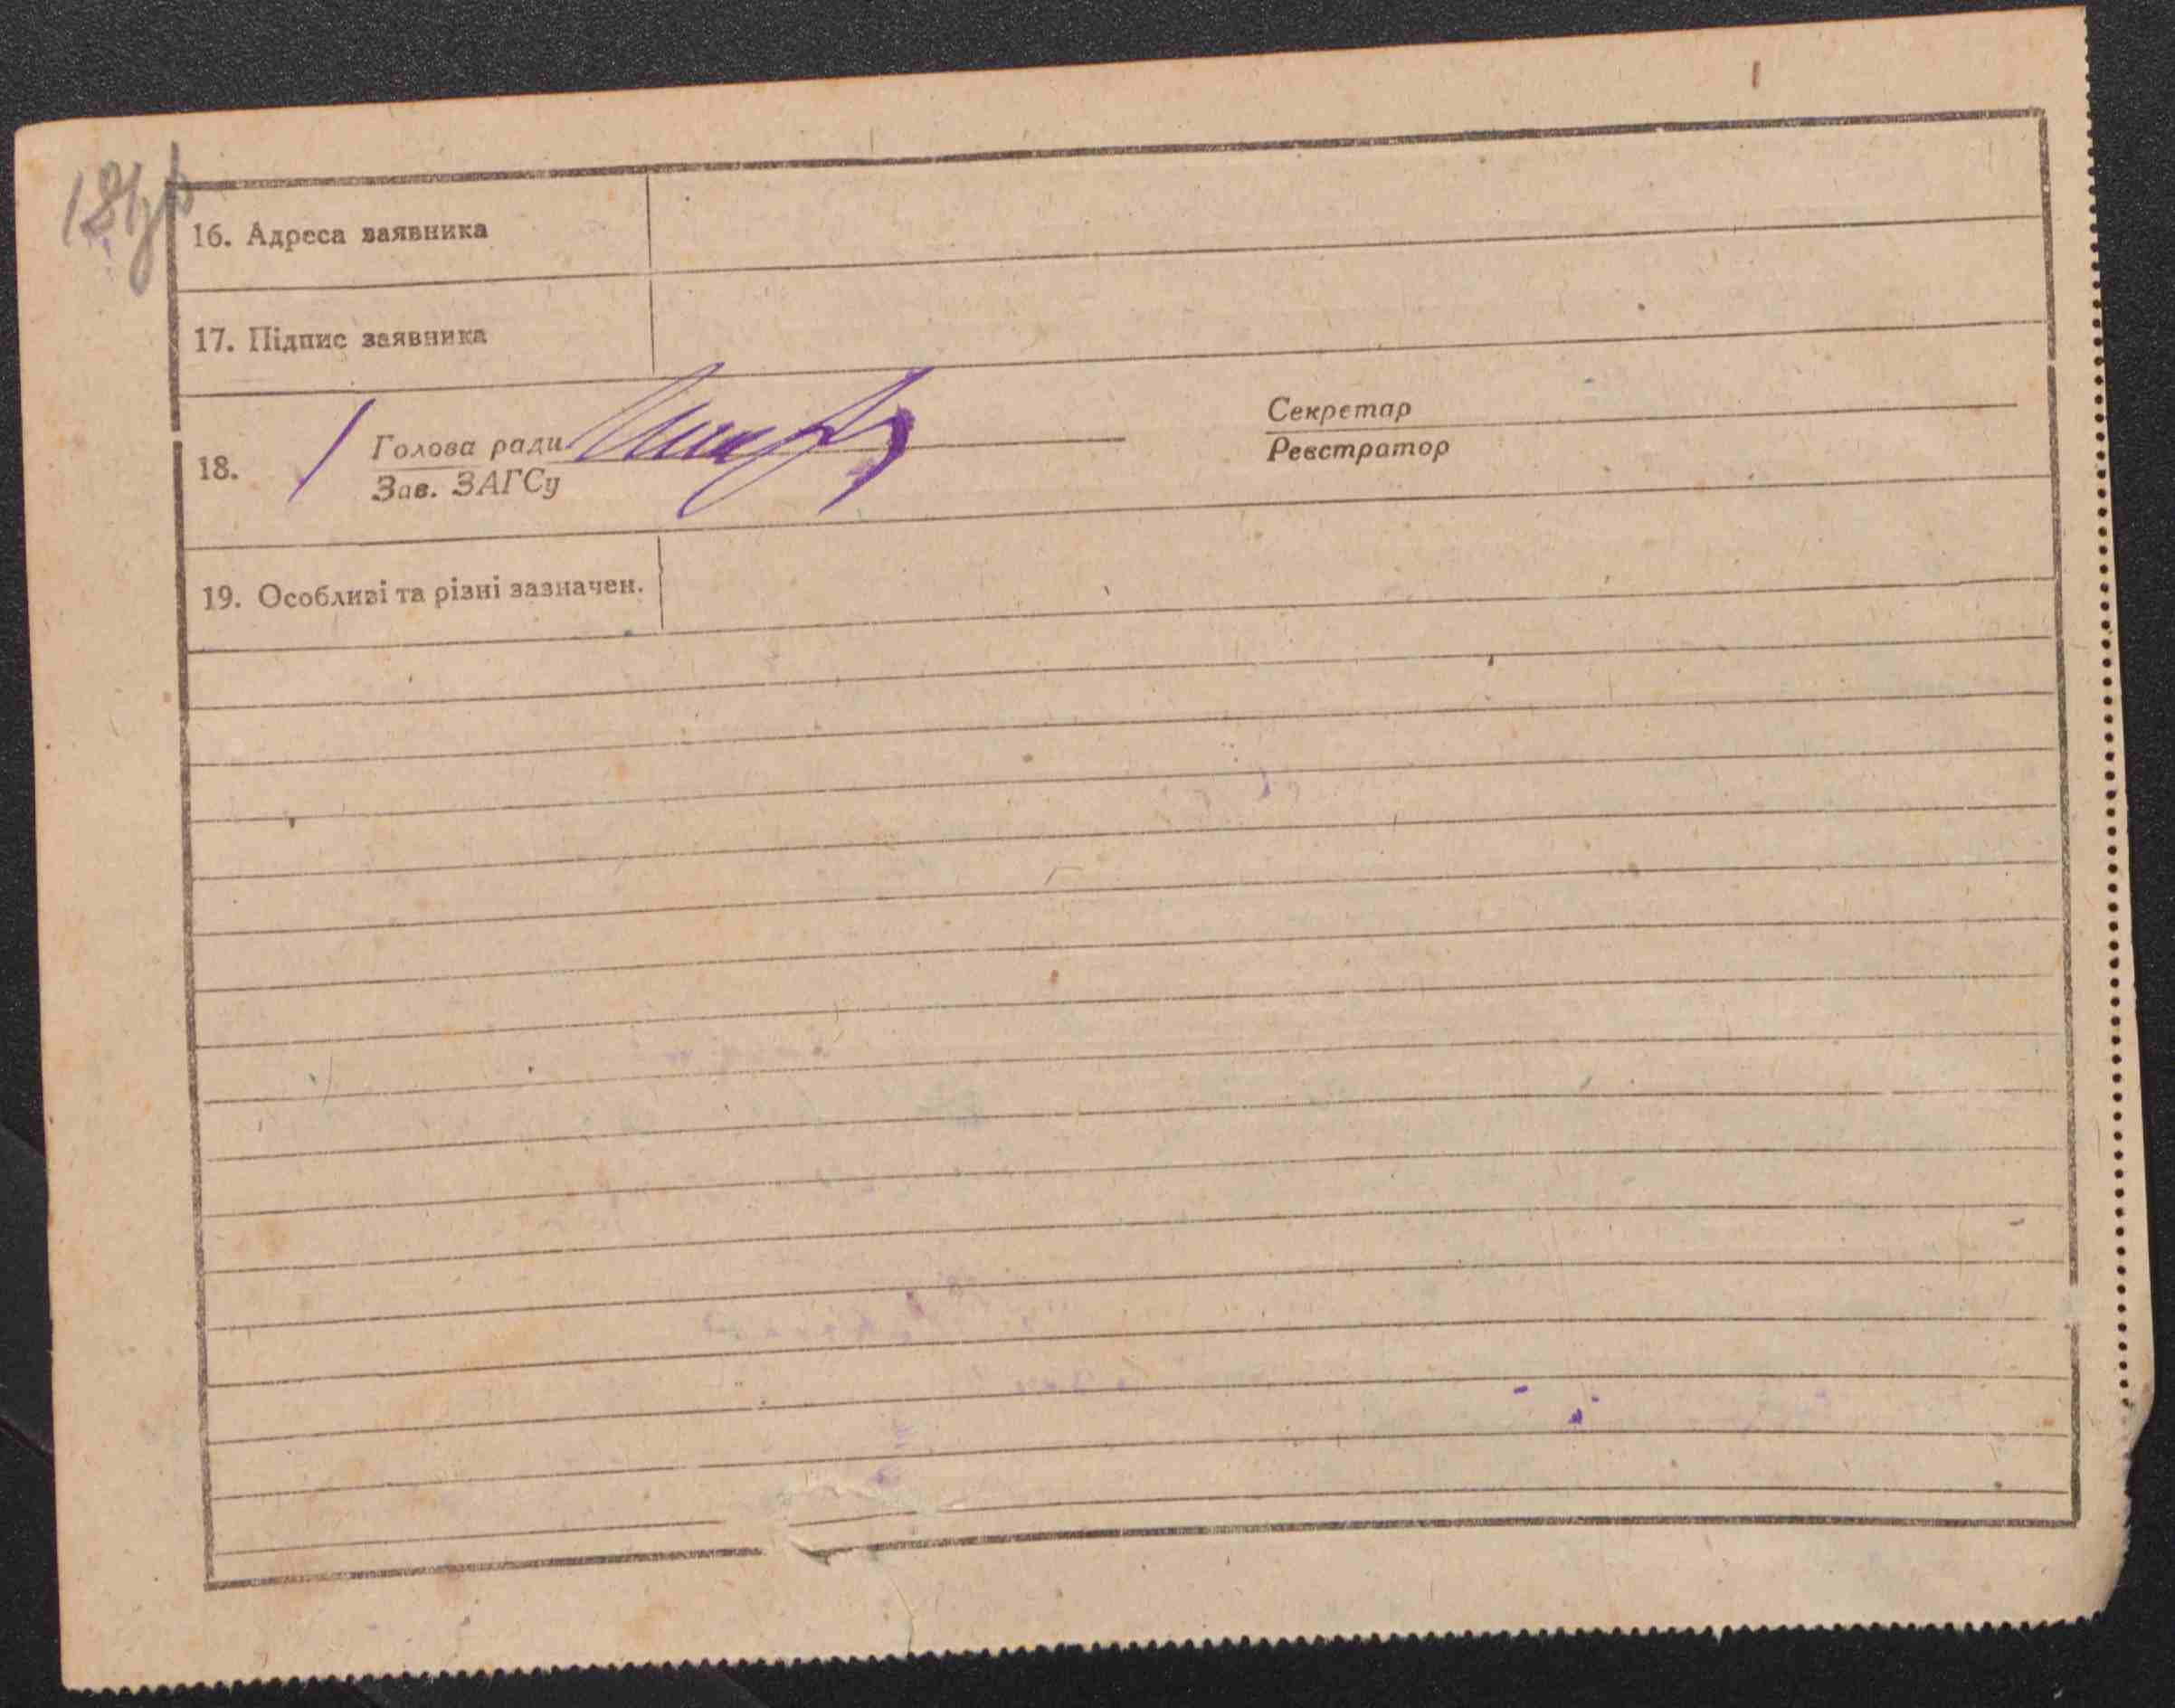 16. Адреса заявника
17. Підпис заявника
18.
Голова ради
Зав. ЗАГСу
Секретар
Реєстратор
19. Особливі та різні зазначен.